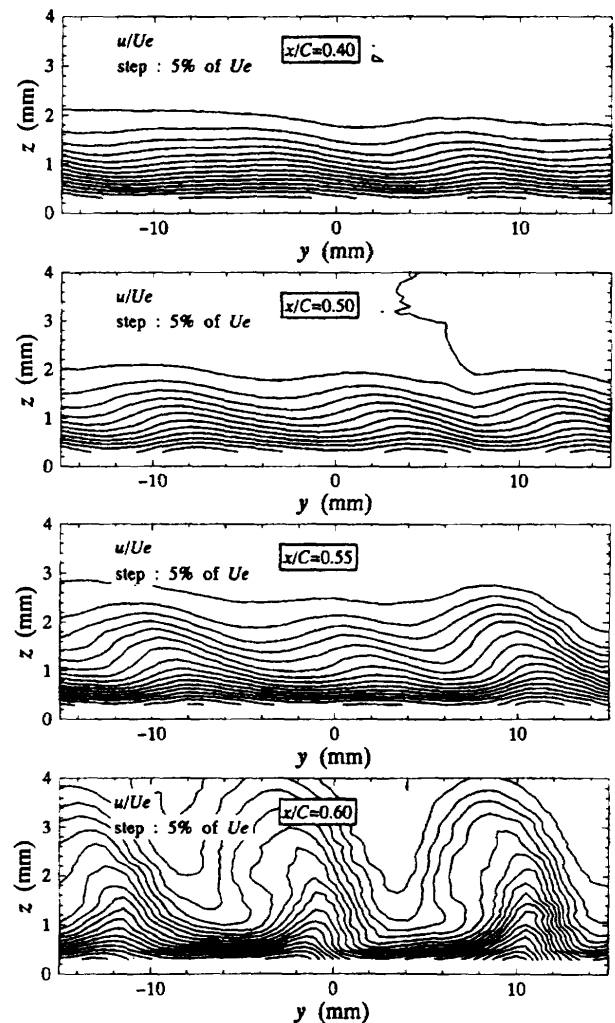 4
u/Ue
x/C=0.40
step : 5% of Ue
3
z (mm)
2
1
0
-10 0 10
y (mm)
4
u/Ue
x/C=0.50
step : 5% of Ue
3
z (mm)
2
1
0
-10 0 10
y (mm)
4
u/Ue
x/C=0.55
step : 5% of Ue
3
z (mm)
2
1
0
-10 0 10
y (mm)
4
u/Ue
x/C=0.60
step : 5% of Ue
3
z (mm)
2
1
0
-10 0 10
y (mm)